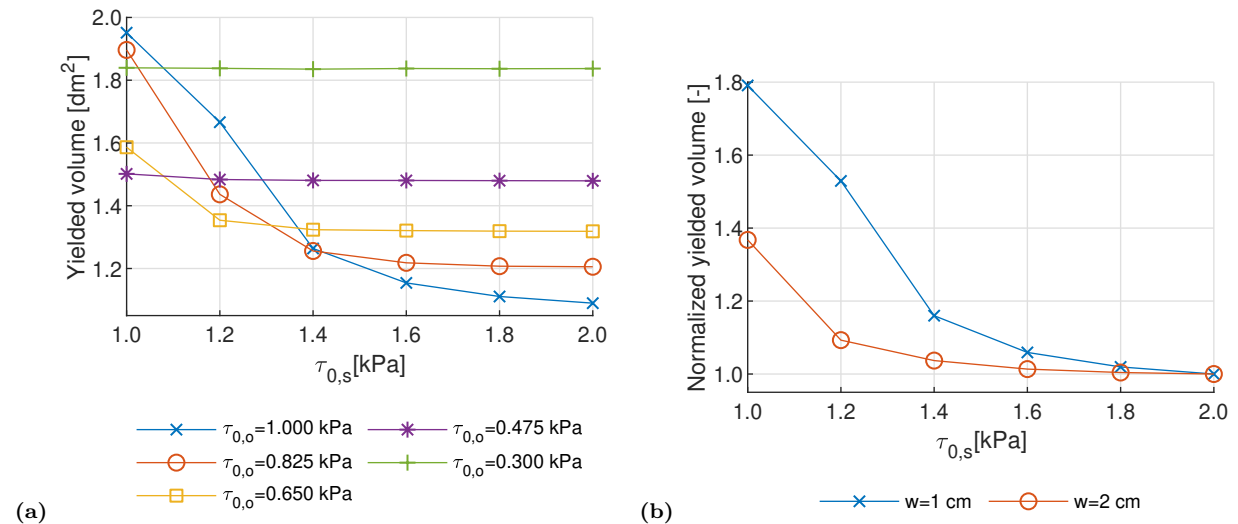 2.0
1.8
1.6
1.4
1.2
Yielded volume [dm²]
1.0 1.2 1.4 1.6 1.8 2.0
τ0,s[kPa]
τ0,o=1.000 kPa
τ0,o=0.825 kPa
τ0,o=0.650 kPa
τ0,o=0.475 kPa
τ0,o=0.300 kPa
(a)
1.8
1.6
1.4
1.2
1.0
Normalized yielded volume [-]
1.0 1.2 1.4 1.6 1.8 2.0
τ0,s[kPa]
w=1 cm w=2 cm
(b)